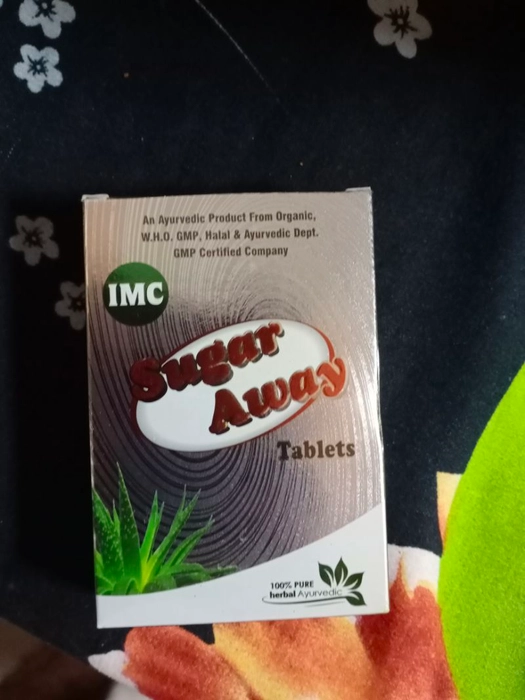 An Ayurvedic Product From Organic,
W.H.O. GMP, Halal & Ayurvedic Dept.
GMP Certified Company
IMC
Sugar
Away
Tablets
100% PURE
herbal Ayurvedic